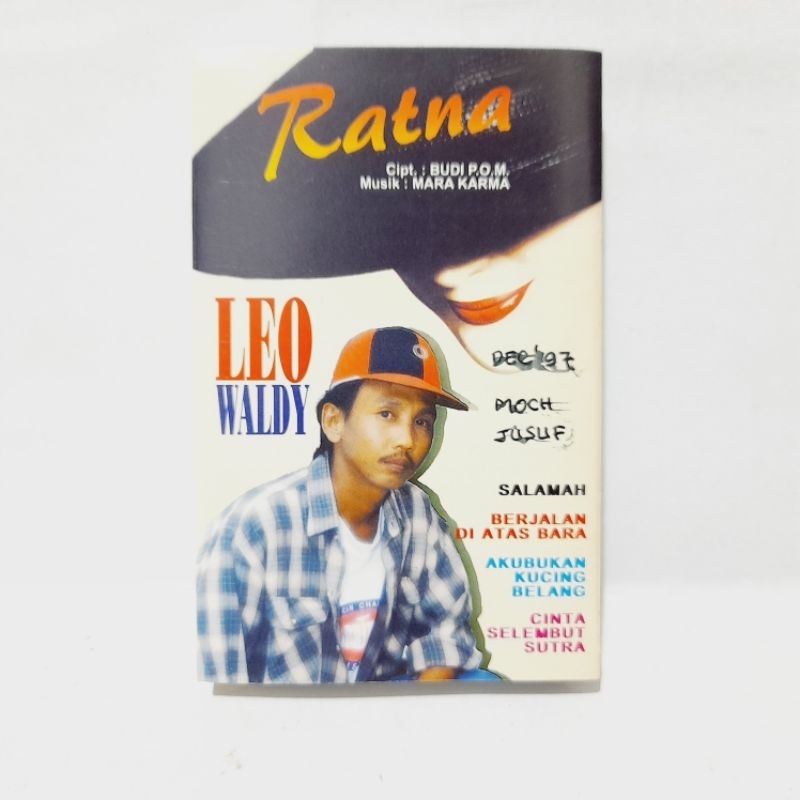 Ratna
Cipt. : BUDI P.O.M.
Musik : MARA KARMA
LEO
WALDY
DEC '97
MOCH
JUSUF
SALAMAH
BERJALAN
DI ATAS BARA
AKUBUKAN
KUCING
BELANG
CINTA
SELEMBUT
SUTRA